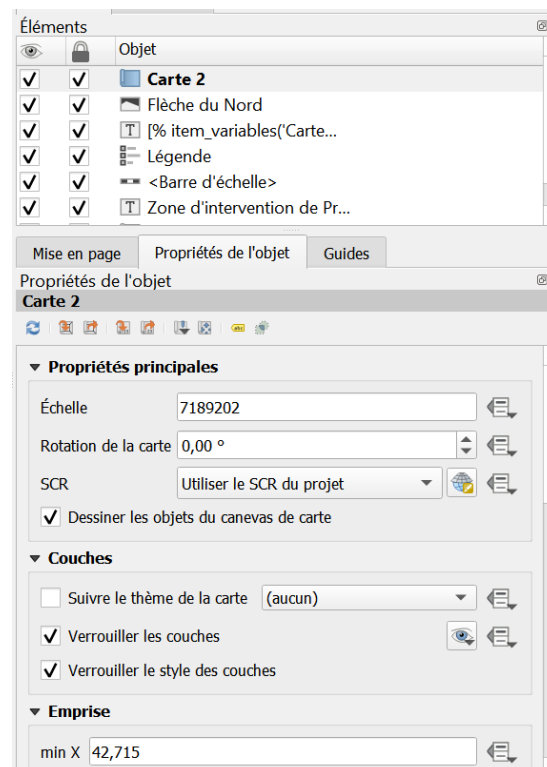 Éléments
Objet
Carte 2
Flèche du Nord
T [% item_variables('Carte...
Légende
<Barre d'échelle>
T Zone d'intervention de Pr...
Mise en page Propriétés de l'objet Guides
Propriétés de l'objet
Carte 2
abc
Propriétés principales
Échelle 7189202
Rotation de la carte 0,00 °
SCR Utiliser le SCR du projet
Dessiner les objets du canevas de carte
Couches
Suivre le thème de la carte (aucun)
Verrouiller les couches
Verrouiller le style des couches
Emprise
min X 42,715